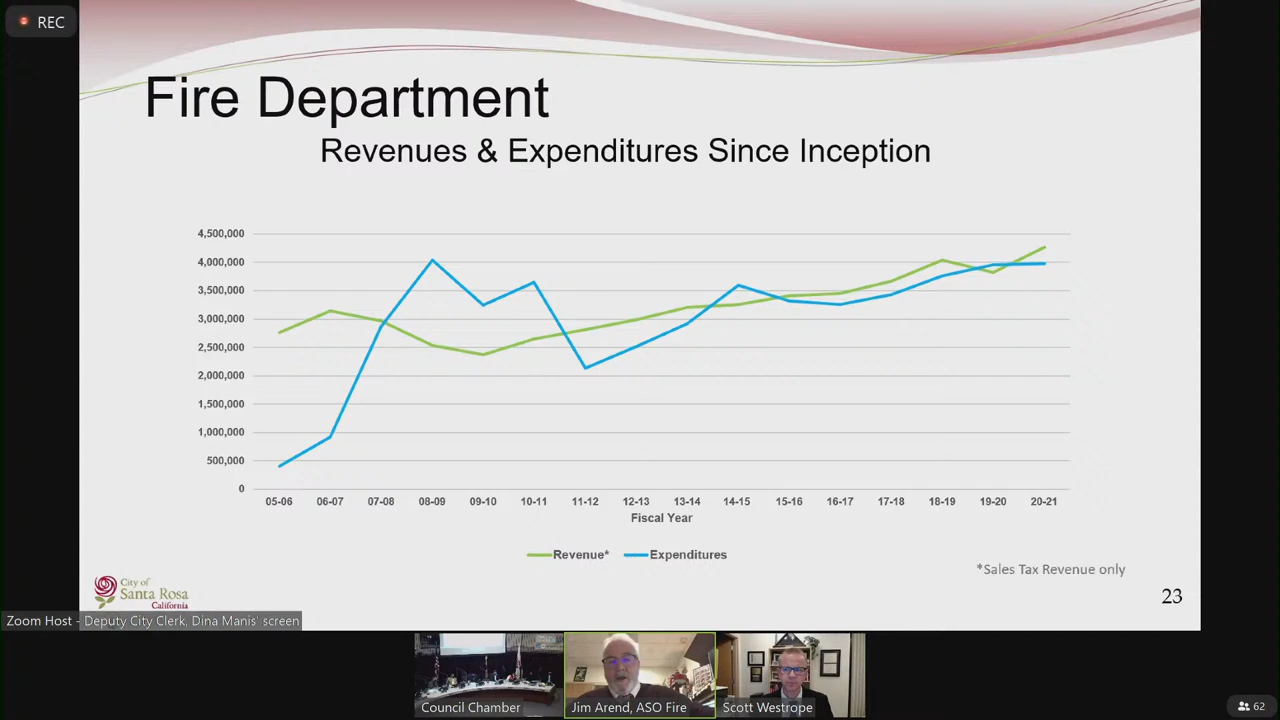 REC
Fire Department
Revenues & Expenditures Since Inception
4,500,000
4,000,000
3,500,000
3,000,000
2,500,000
2,000,000
1,500,000
1,000,000
500,000
0
05-06 06-07 07-08 08-09 09-10 10-11 11-12 12-13 13-14 14-15 15-16 16-17 17-18 18-19 19-20 20-21
Fiscal Year
Revenue* Expenditures
*Sales Tax Revenue only
City of
Santa Rosa
California
23
Zoom Host - Deputy City Clerk, Dina Manis' screen
Council Chamber
Jim Arend, ASO Fire
Scott Westrope
62